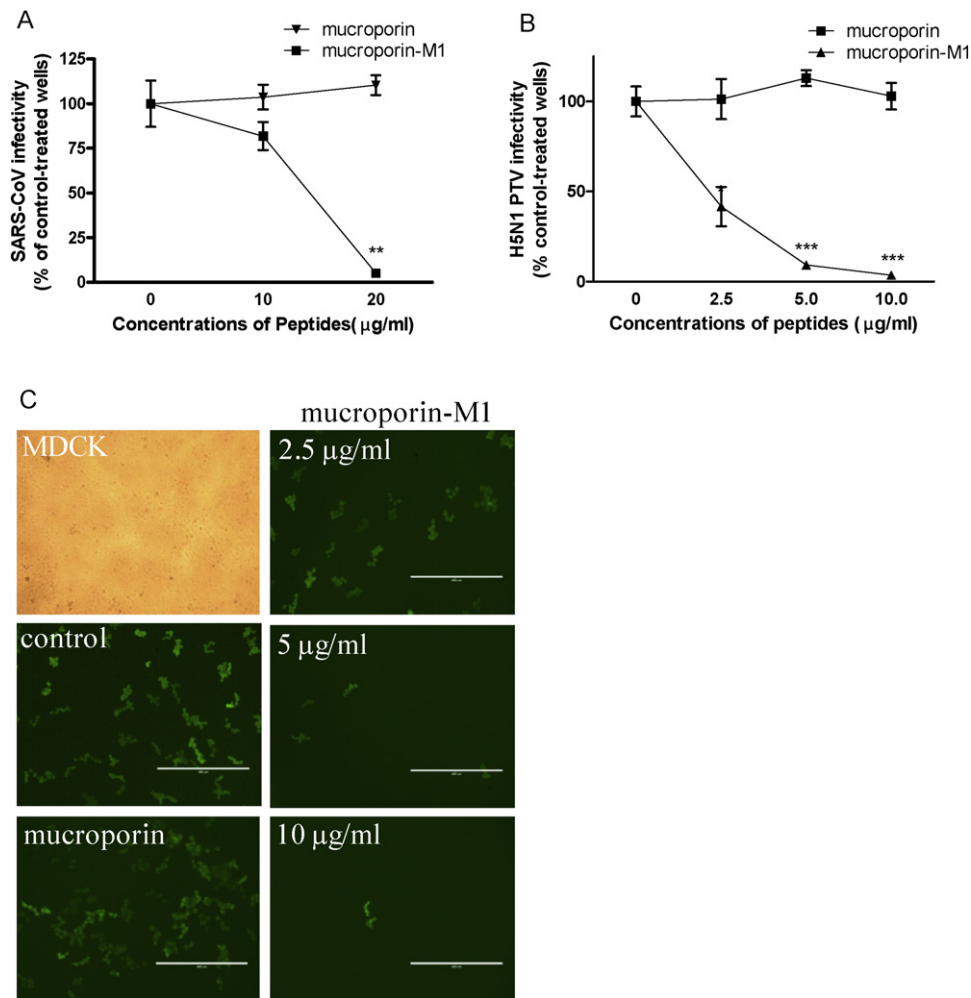 A
mucroporin
mucroporin-M1
SARS-CoV infectivity
(% of control-treated wells)
125
100
75
50
25
0
**
0 10 20
Concentrations of Peptides( μg/ml)
B
mucroporin
mucroporin-M1
H5N1 PTV infectivity
(% control-treated wells)
100
50
0
*** ***
0 2.5 5.0 10.0
Concentrations of peptides ( μg/ml)
C
mucroporin-M1
MDCK
2.5 μg/ml
control
5 μg/ml
mucroporin
10 μg/ml